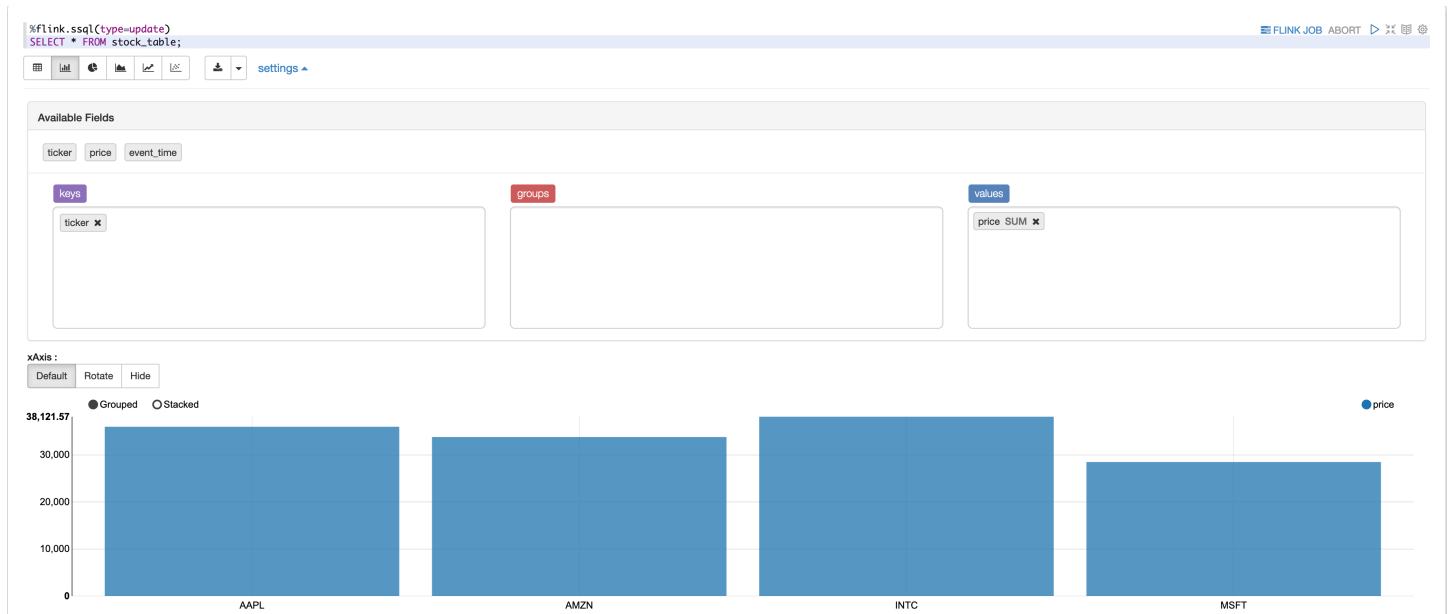 %flink.ssql(type=update)
SELECT * FROM stock_table;
FLINK JOB ABORT
settings
Available Fields
ticker price event_time
keys groups values
ticker ✖ price SUM ✖
xAxis :
Default Rotate Hide
Grouped Stacked price
38,121.57
30,000
20,000
10,000
0
AAPL AMZN INTC MSFT